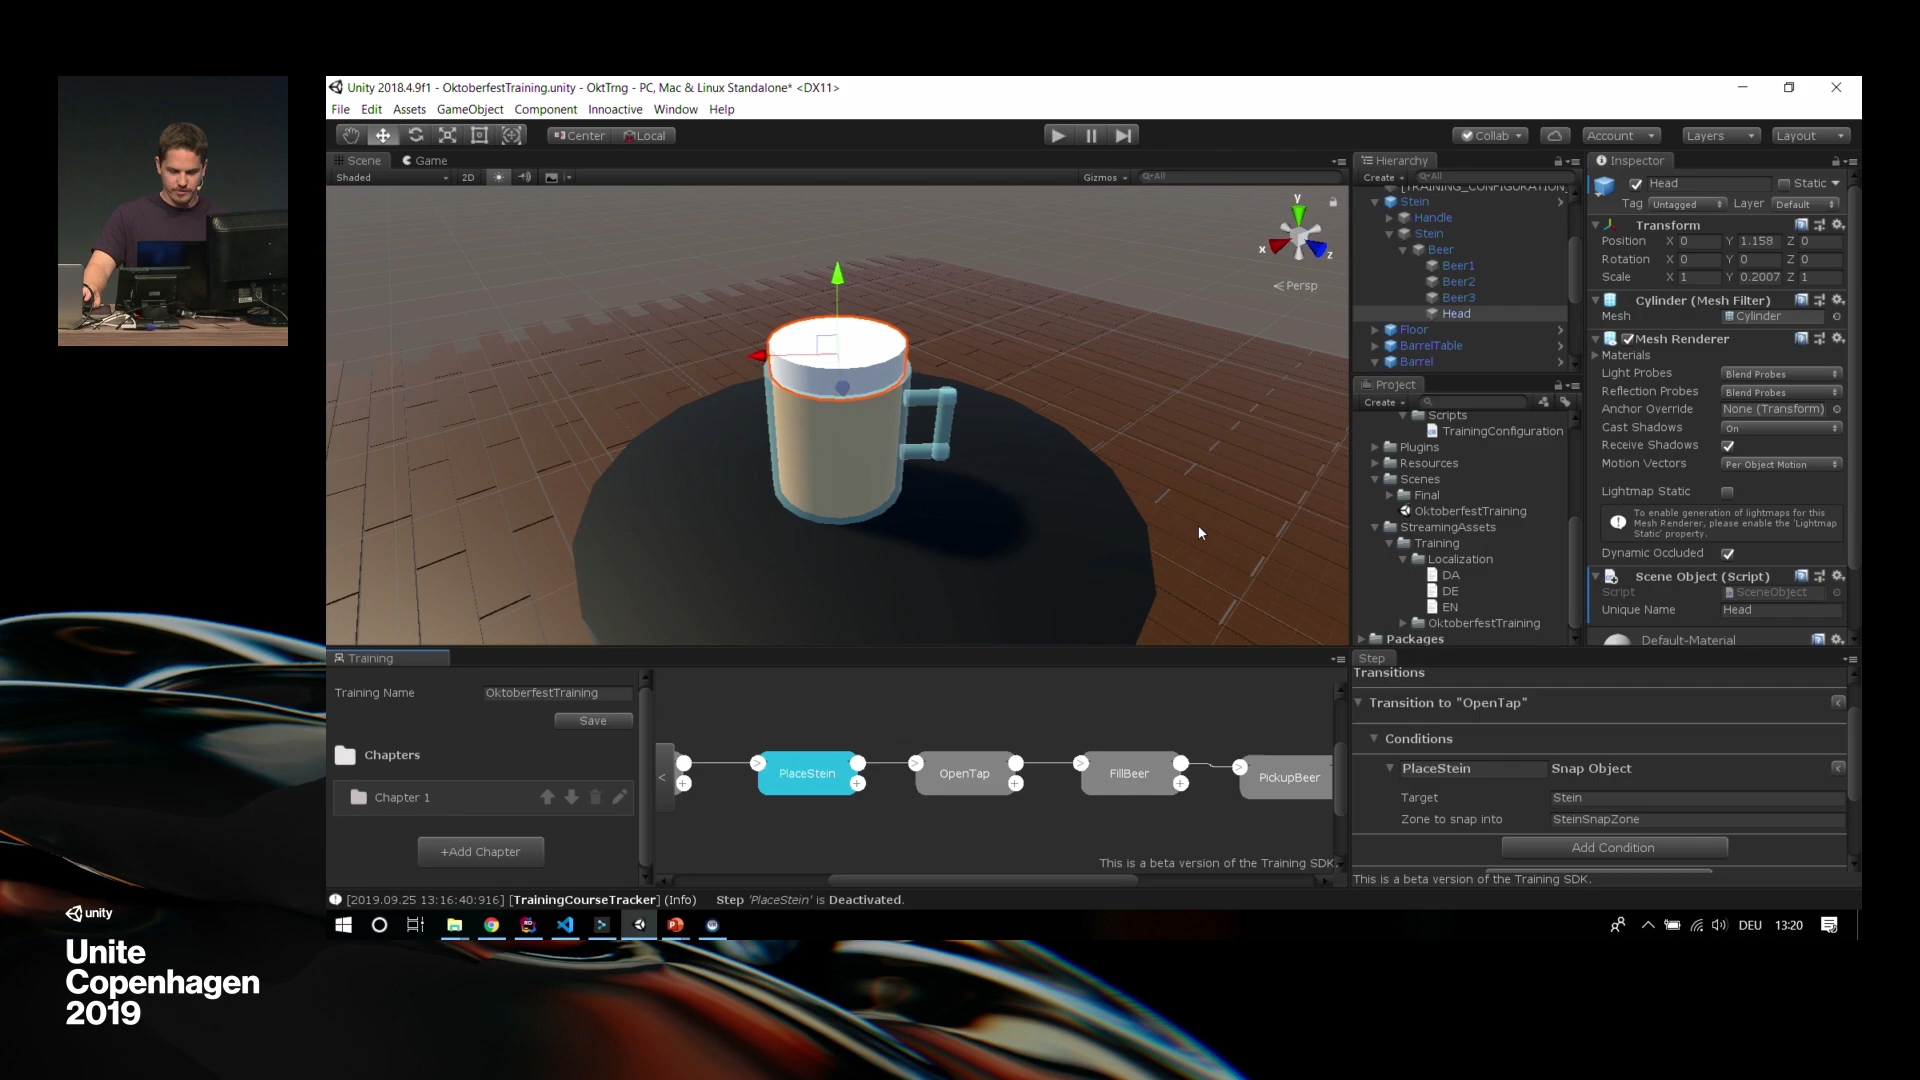 Unity 2018.4.9f1 - OktoberfestTraining.unity - OktTrng - PC, Mac & Linux Standalone* <DX11>
File Edit Assets GameObject Component Innoactive Window Help
Center Local
Collab Account Layers Layout
Scene Game
Shaded 2D Gizmos All
y
x
z
Persp
Hierarchy
Create All
[TRAINING_CONFIGURATION]
Stein
Handle
Stein
Beer
Beer1
Beer2
Beer3
Head
Floor
BarrelTable
Barrel
Project
Create
Scripts
TrainingConfiguration
Plugins
Resources
Scenes
Final
OktoberfestTraining
StreamingAssets
Training
Localization
DA
DE
EN
OktoberfestTraining
Packages
Inspector
Head Static
Tag Untagged Layer Default
Transform
Position X 0 Y 1.158 Z 0
Rotation X 0 Y 0 Z 0
Scale X 1 Y 0.2007 Z 1
Cylinder (Mesh Filter)
Mesh Cylinder
Mesh Renderer
Materials
Light Probes Blend Probes
Reflection Probes Blend Probes
Anchor Override None (Transform)
Cast Shadows On
Receive Shadows
Motion Vectors Per Object Motion
Lightmap Static
To enable generation of lightmaps for this
Mesh Renderer, please enable the 'Lightmap
Static' property.
Dynamic Occluded
Scene Object (Script)
Script SceneObject
Unique Name Head
Default-Material
Training
Training Name OktoberfestTraining
Save
Chapters
Chapter 1
+Add Chapter
<
PlaceStein OpenTap FillBeer PickupBeer
This is a beta version of the Training SDK.
Step
Transitions
Transition to "OpenTap"
Conditions
PlaceStein Snap Object
Target Stein
Zone to snap into SteinSnapZone
Add Condition
This is a beta version of the Training SDK.
[2019.09.25 13:16:40:916] [TrainingCourseTracker] (Info) Step 'PlaceStein' is Deactivated.
DEU 13:20
unity
Unite
Copenhagen
2019